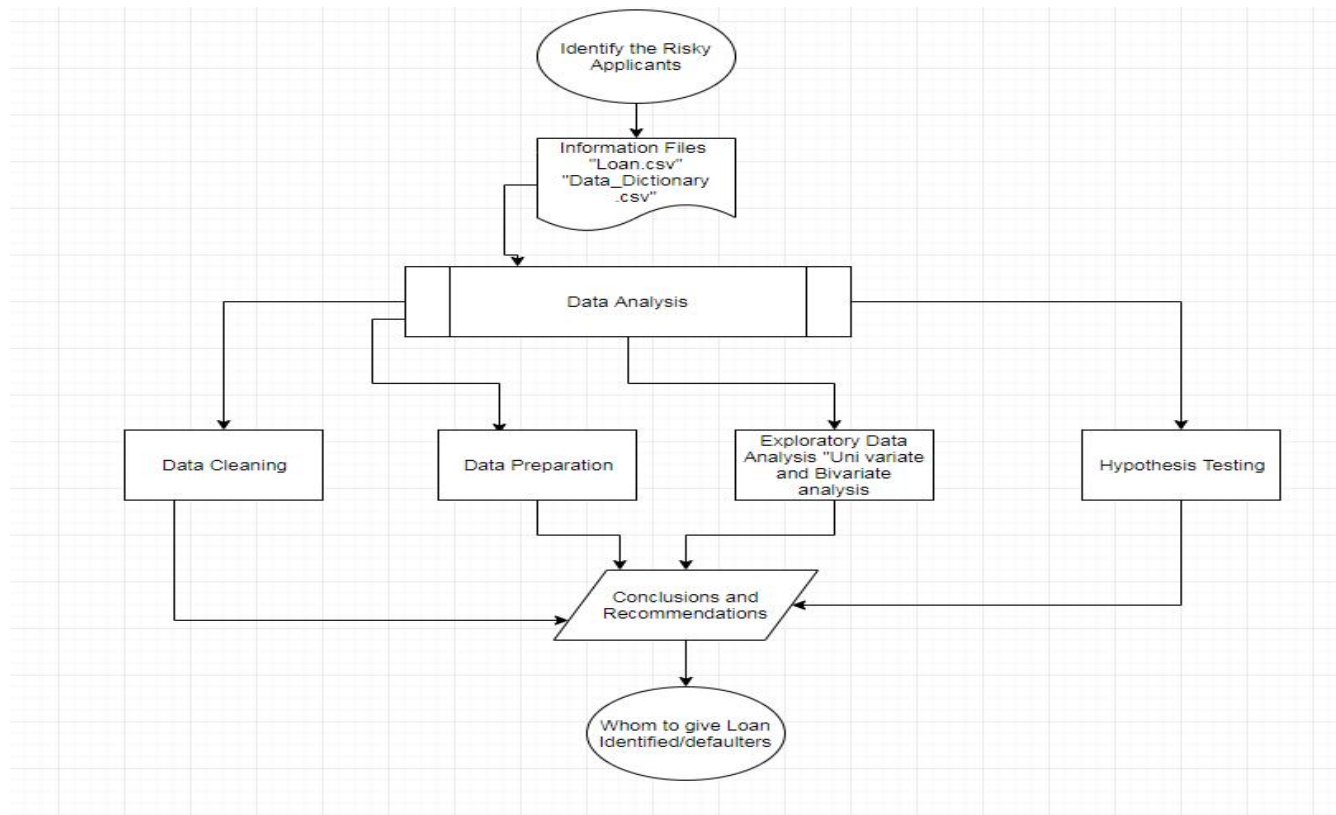 Identify the Risky
Applicants
Information Files
"Loan.csv"
"Data_Dictionary
.csv"
Data Analysis
Data Cleaning
Data Preparation
Exploratory Data
Analysis "Uni variate
and Bivariate
analysis
Hypothesis Testing
Conclusions and
Recommendations
Whom to give Loan
Identified/defaulters